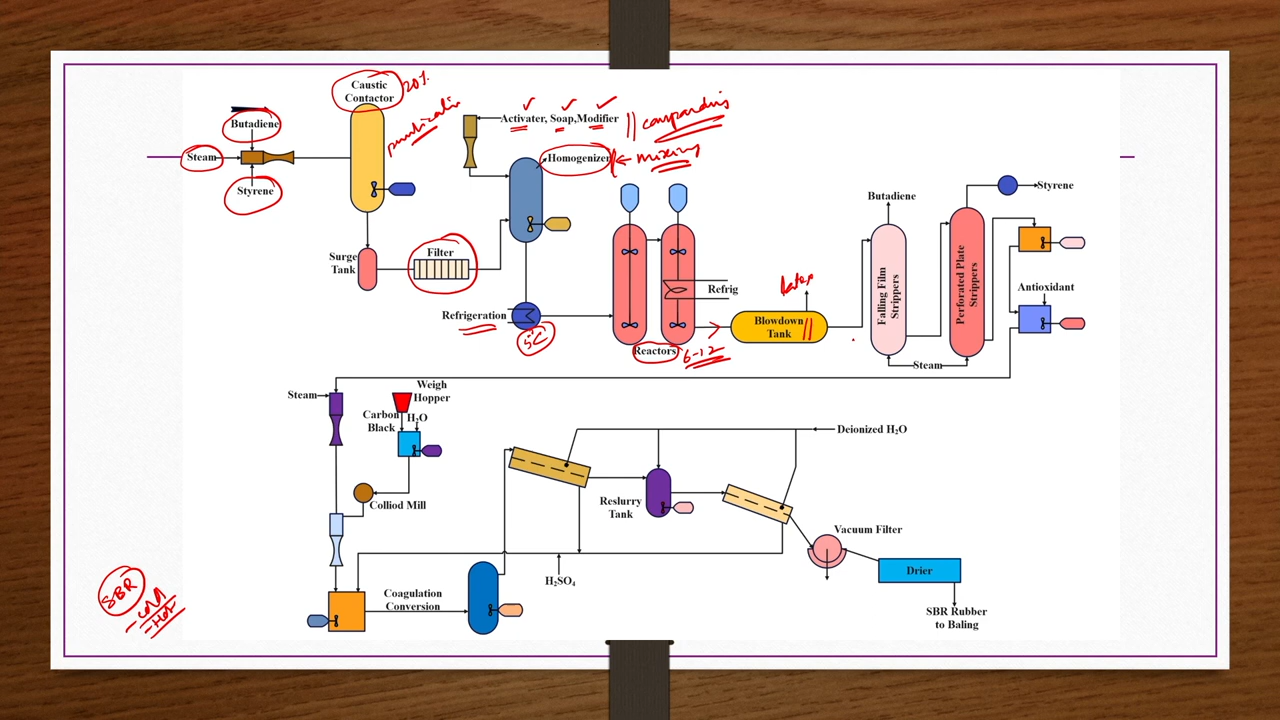 Caustic
Contactor
20%
Butadiene
Steam
Styrene
Activater, Soap,Modifier
mixing
Homogenizer
Surge
Tank
Filter
Refrigeration
5C
Reactors
6-12
Refrig
latex
Blowdown
Tank
Butadiene
Falling Film
Strippers
Perforated Plate
Strippers
Steam
Styrene
Antioxidant
Steam
Weigh
Hopper
Carbon
Black
H₂O
Colliod Mill
Deionized H₂O
Reslurry
Tank
Vacuum Filter
Drier
SBR Rubber
to Baling
H₂SO₄
Coagulation
Conversion
SBR
- Cold
- Hot